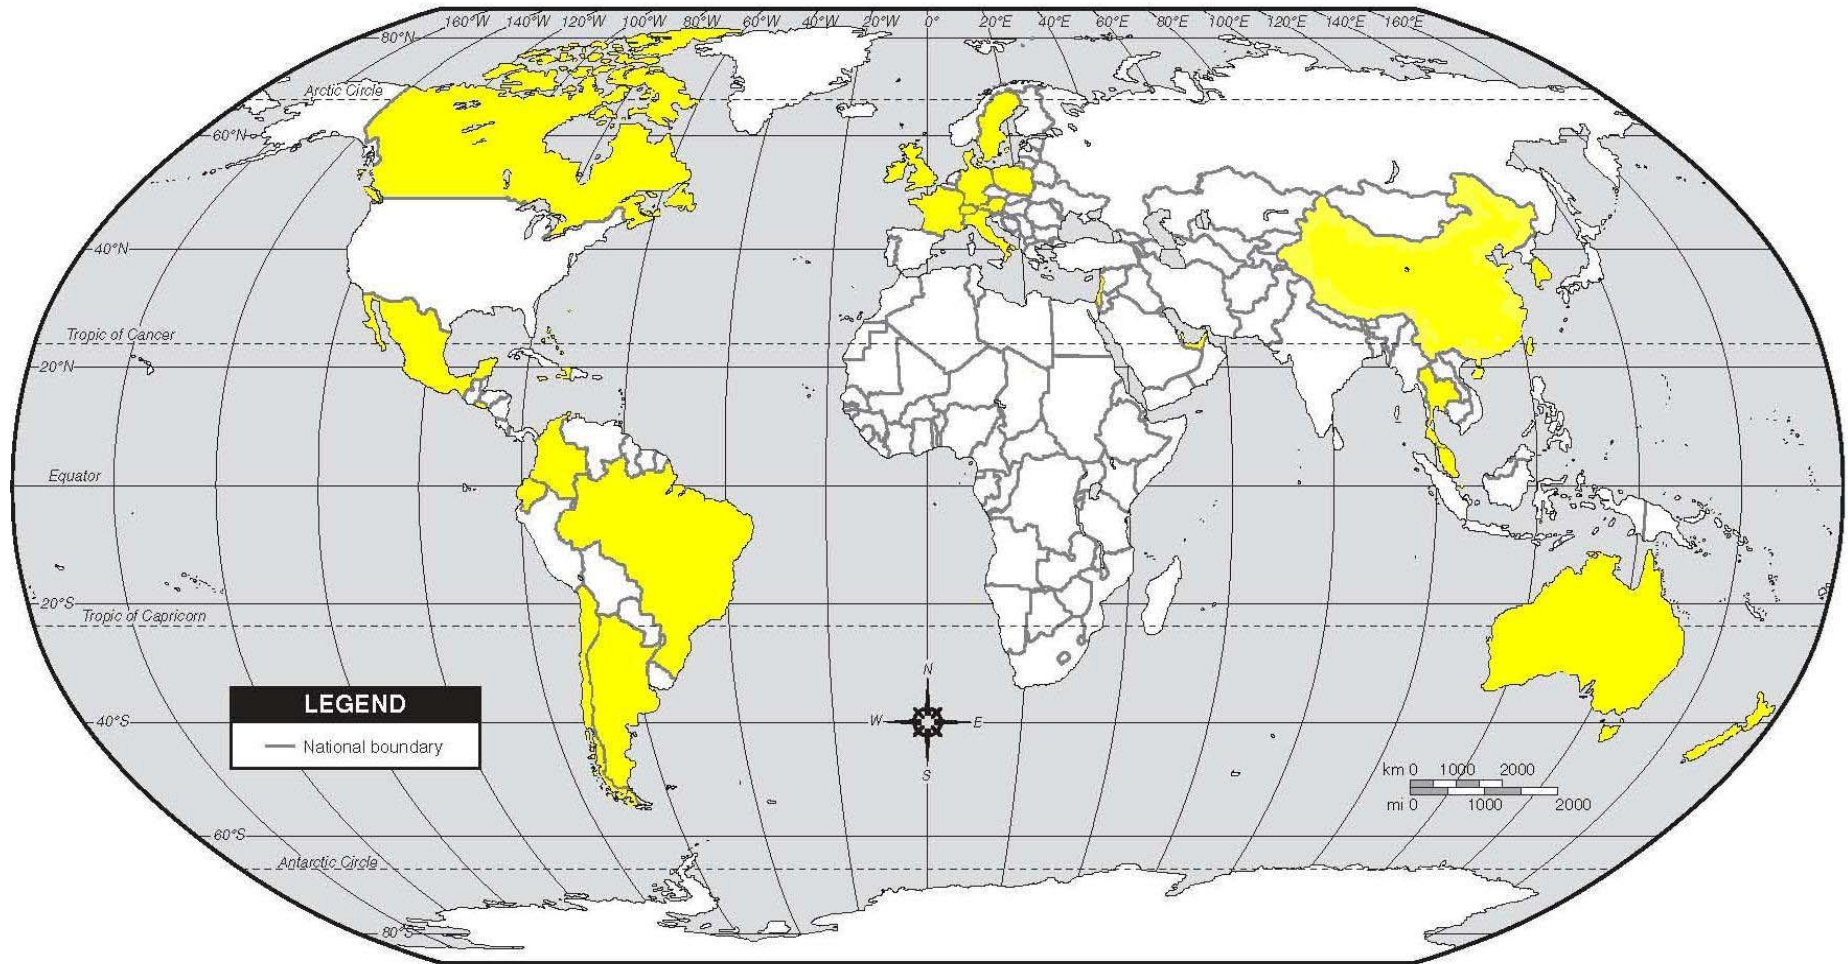 160°W 140°W 120°W 100°W 80°W 60°W 40°W 20°W 0° 20°E 40°E 60°E 80°E 100°E 120°E 140°E 160°E
80°N
Arctic Circle
60°N
40°N
Tropic of Cancer
20°N
Equator
20°S
Tropic of Capricorn
N
LEGEND
40°S
W E
National boundary
S
km 0 1000 2000
mi 0 1000 2000
60°S
Antarctic Circle
80°S